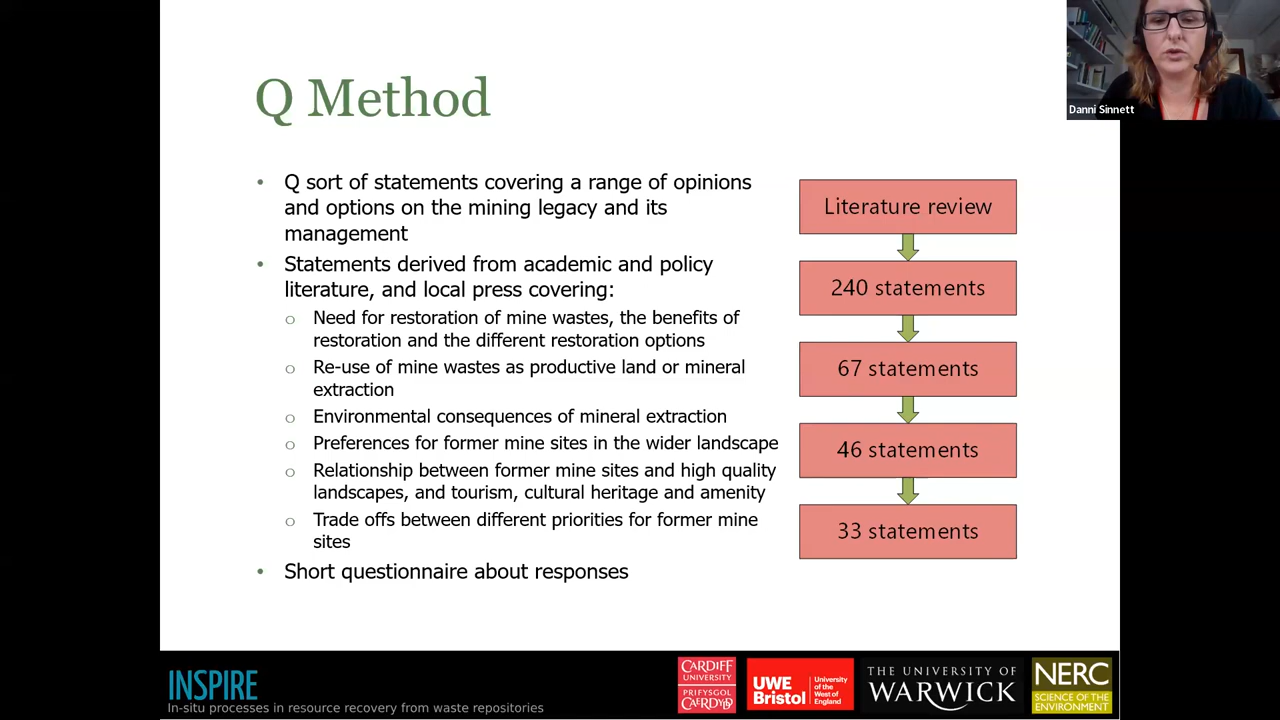 Q Method
Danni Sinnett
• Q sort of statements covering a range of opinions
and options on the mining legacy and its
management
• Statements derived from academic and policy
literature, and local press covering:
o Need for restoration of mine wastes, the benefits of
restoration and the different restoration options
o Re-use of mine wastes as productive land or mineral
extraction
o Environmental consequences of mineral extraction
o Preferences for former mine sites in the wider landscape
o Relationship between former mine sites and high quality
landscapes, and tourism, cultural heritage and amenity
o Trade offs between different priorities for former mine
sites
• Short questionnaire about responses
Literature review
240 statements
67 statements
46 statements
33 statements
INSPIRE
In-situ processes in resource recovery from waste repositories
CARDIFF
UNIVERSITY
PRIFYSGOL
CAERDYD
UWE
Bristol
University
of the
West of
England
THE UNIVERSITY OF
WARWICK
NERC
SCIENCE OF THE
ENVIRONMENT